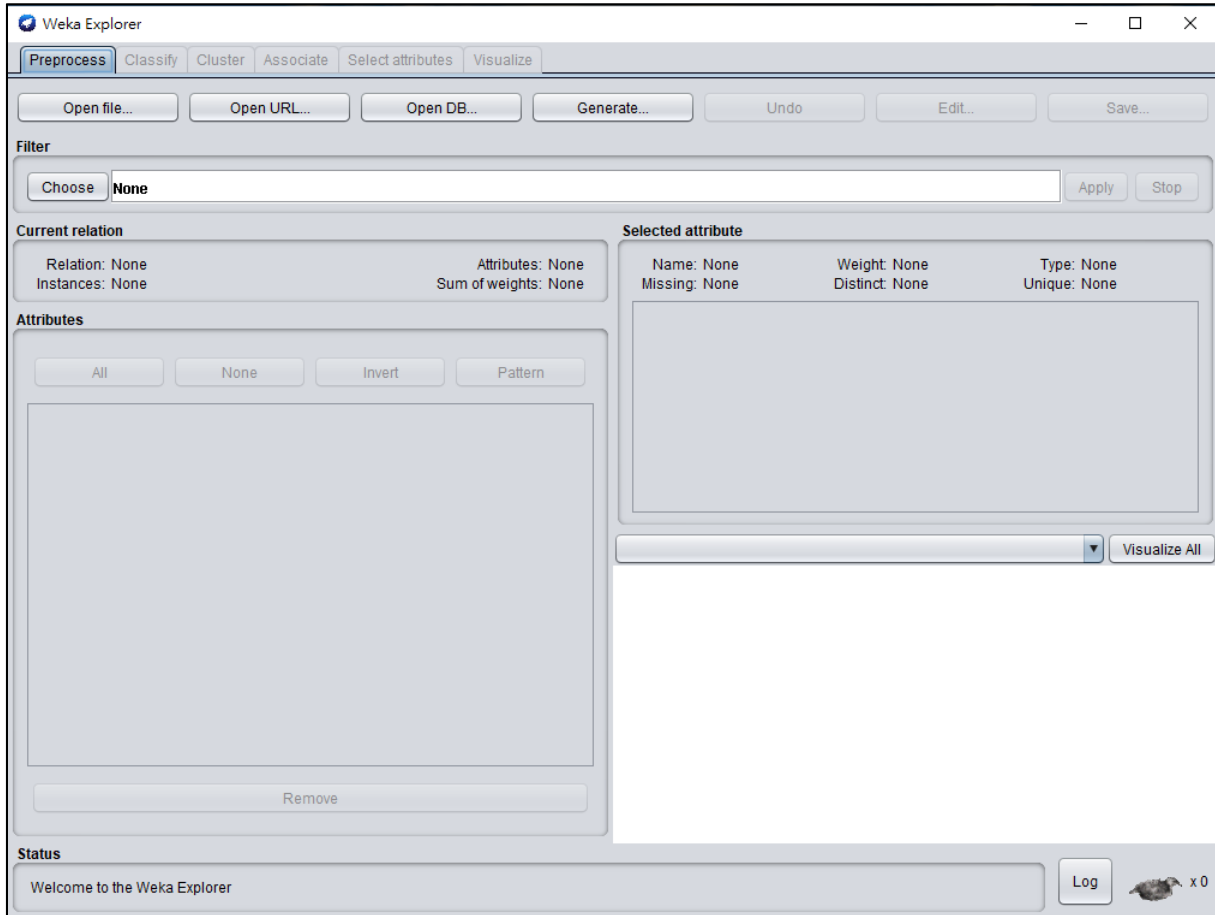 Weka Explorer
Preprocess Classify Cluster Associate Select attributes Visualize
Open file... Open URL... Open DB... Generate... Undo Edit... Save...
Filter
Choose None Apply Stop
Current relation
Relation: None Attributes: None
Instances: None Sum of weights: None
Attributes
All None Invert Pattern
Remove
Selected attribute
Name: None Weight: None Type: None
Missing: None Distinct: None Unique: None
Visualize All
Status
Welcome to the Weka Explorer
Log x 0